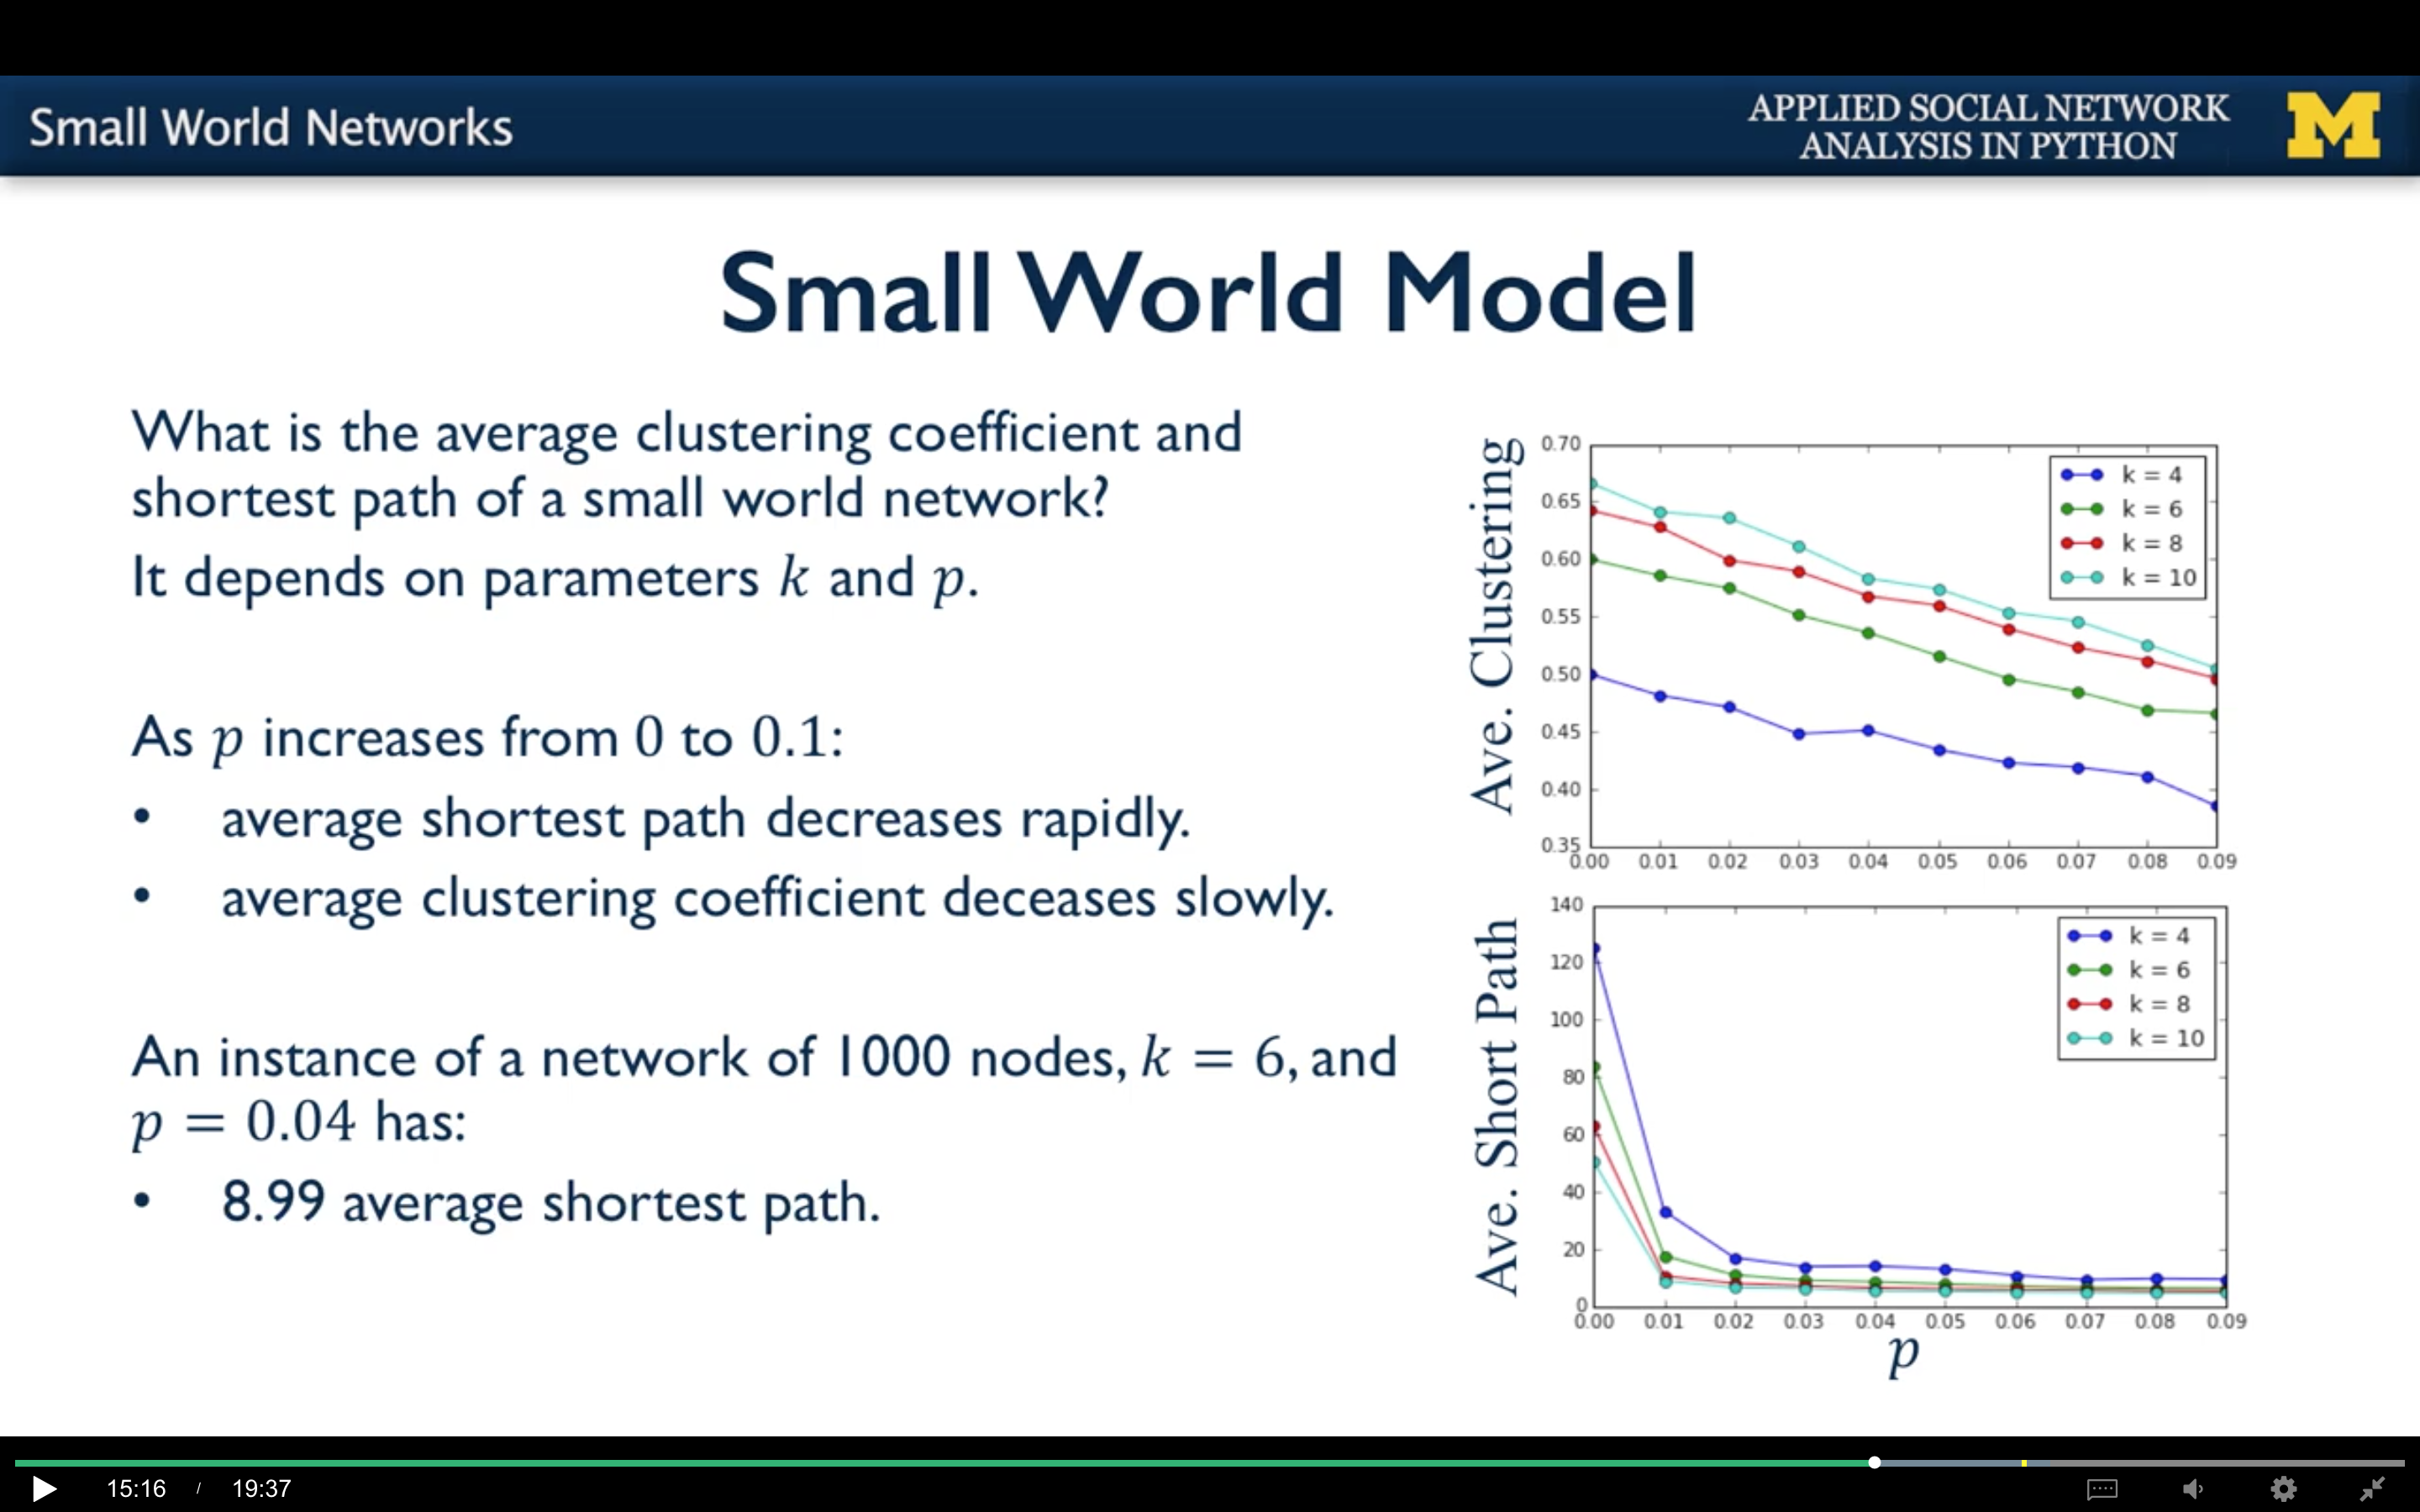 Small World Networks
APPLIED SOCIAL NETWORK
ANALYSIS IN PYTHON
M
Small World Model
What is the average clustering coefficient and
shortest path of a small world network?
It depends on parameters k and p.
As p increases from 0 to 0.1:
• average shortest path decreases rapidly.
• average clustering coefficient deceases slowly.
An instance of a network of 1000 nodes, k = 6, and
p = 0.04 has:
• 8.99 average shortest path.
Ave. Clustering
0.70
0.65
0.60
0.55
0.50
0.45
0.40
0.35
0.00 0.01 0.02 0.03 0.04 0.05 0.06 0.07 0.08 0.09
k = 4
k = 6
k = 8
k = 10
Ave. Short Path
140
120
100
80
60
40
20
0
0.00 0.01 0.02 0.03 0.04 0.05 0.06 0.07 0.08 0.09
k = 4
k = 6
k = 8
k = 10
p
15:16 / 19:37